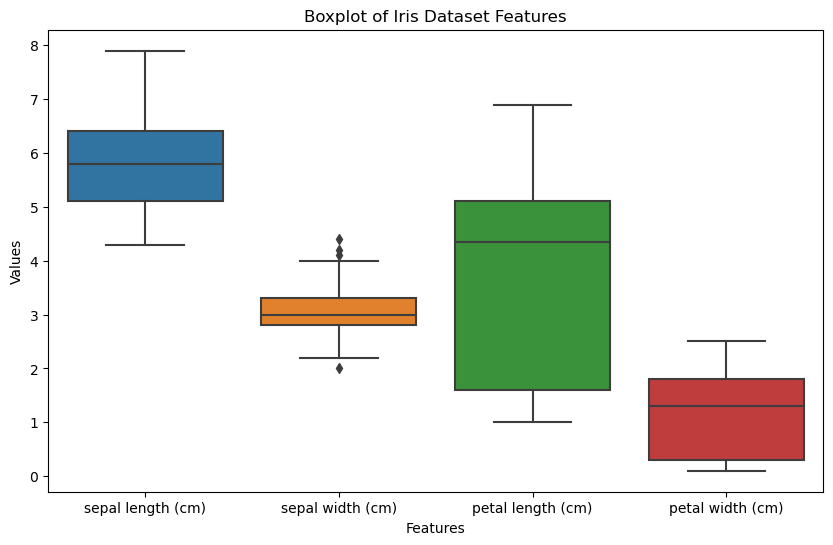 Boxplot of Iris Dataset Features
8
7
6
5
4
3
2
1
0
Values
sepal length (cm)
sepal width (cm)
petal length (cm)
petal width (cm)
Features